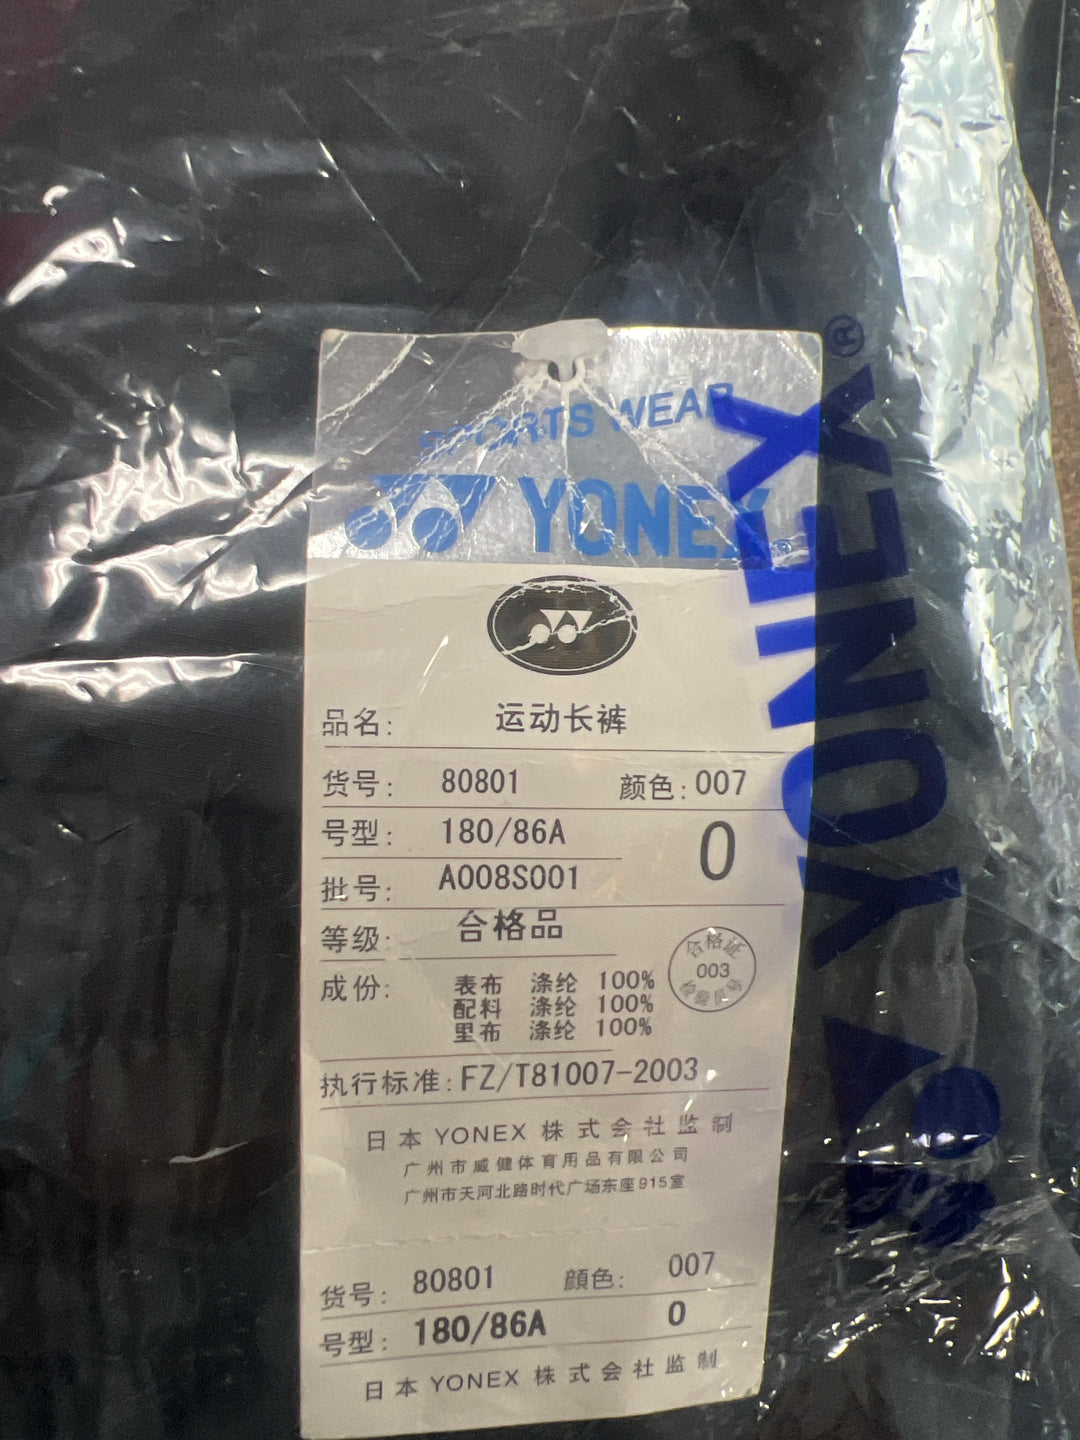 SPORTS WEAR
YONEX®
品名: 运动长裤
货号: 80801 颜色: 007
号型: 180/86A O
批号: A008S001
等级: 合格品
合格证
003
成份: 表布 涤纶 100%
配料 涤纶 100%
里布 涤纶 100%
执行标准: FZ/T81007-2003
日本 YONEX 株式会社监制
广州市威健体育用品有限公司
广州市天河北路时代广场东座915室
货号: 80801 顔色: 007
号型: 180/86A O
日本 YONEX 株式会社监制
YONEX®